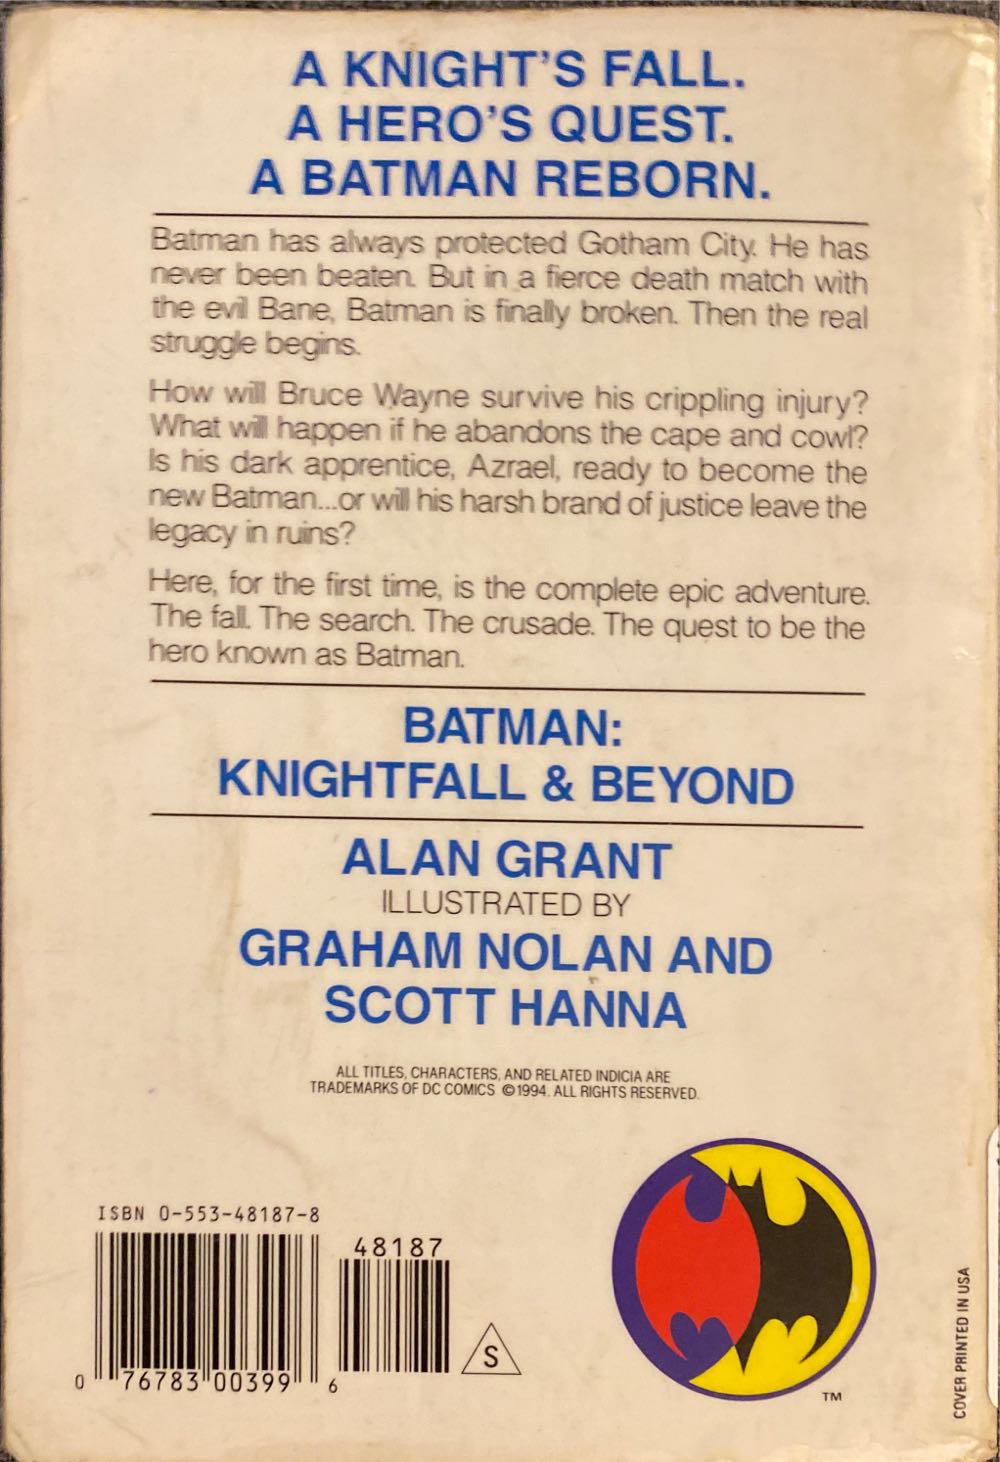 A KNIGHT'S FALL.
A HERO'S QUEST.
A BATMAN REBORN.
Batman has always protected Gotham City. He has
never been beaten. But in a fierce death match with
the evil Bane, Batman is finally broken. Then the real
struggle begins.
How will Bruce Wayne survive his crippling injury?
What will happen if he abandons the cape and cowl?
Is his dark apprentice, Azrael, ready to become the
new Batman...or will his harsh brand of justice leave the
legacy in ruins?
Here, for the first time, is the complete epic adventure.
The fall. The search. The crusade. The quest to be the
hero known as Batman.
BATMAN:
KNIGHTFALL & BEYOND
ALAN GRANT
ILLUSTRATED BY
GRAHAM NOLAN AND
SCOTT HANNA
ALL TITLES, CHARACTERS, AND RELATED INDICIA ARE
TRADEMARKS OF DC COMICS ©1994. ALL RIGHTS RESERVED.
ISBN 0-553-48187-8
48187
0 76783 00399 6
S
TM
COVER PRINTED IN USA